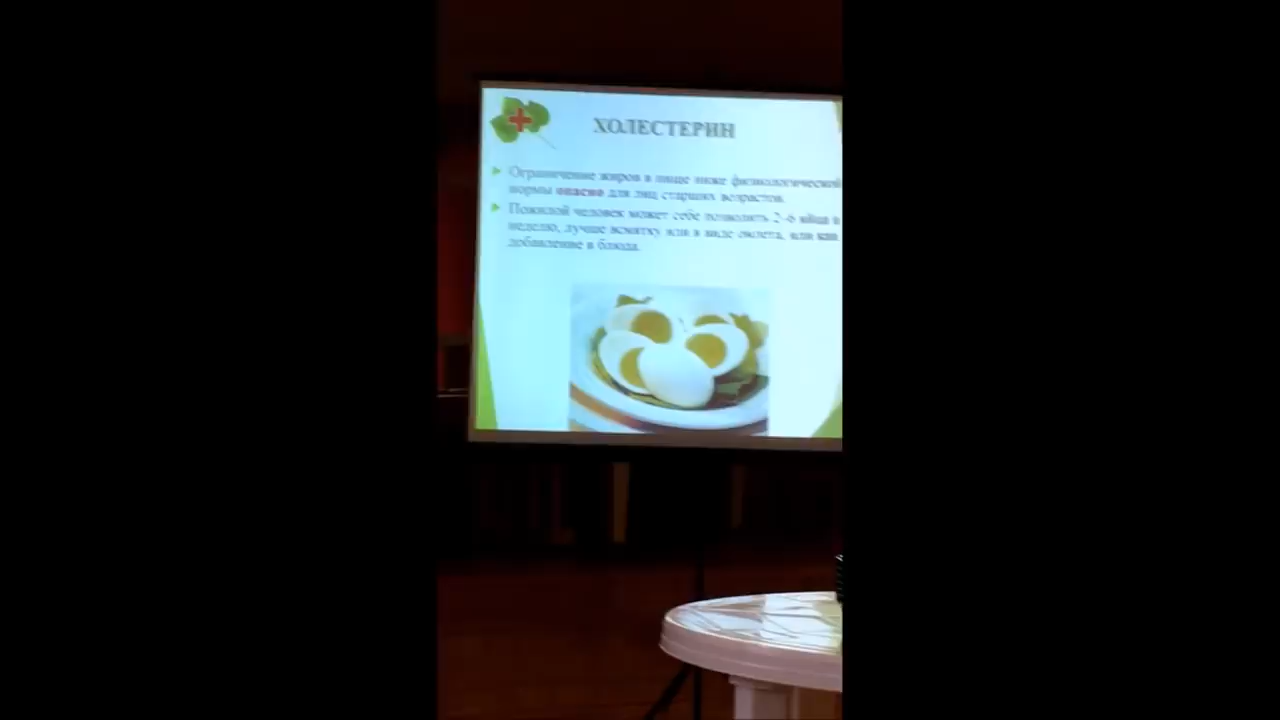 ХОЛЕСТЕРИН
Ограничение жиров в пище ниже физиологической
нормы опасно для лиц старших возрастов.
Пожилой человек может себе позволить 2-6 яйца в
неделю, лучше всмятку или в виде омлета, или как
добавление в блюда.